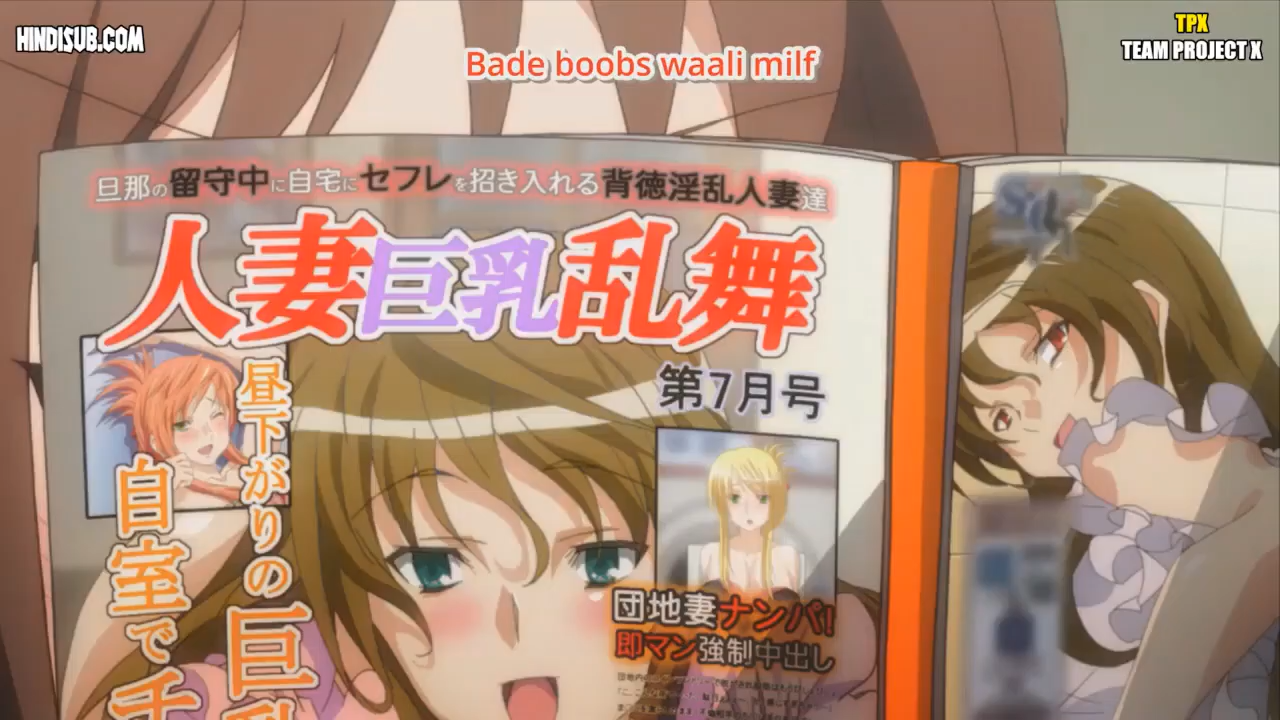 HINDISUB.COM
TPX
TEAM PROJECT X
Bade boobs waali milf
旦那の留守中に自宅にセフレを招き入れる背徳淫乱人妻達
人妻巨乳乱舞
第7月号
昼下がりの巨乳
自室でチ
団地妻ナンパ!
即マン強制中出し